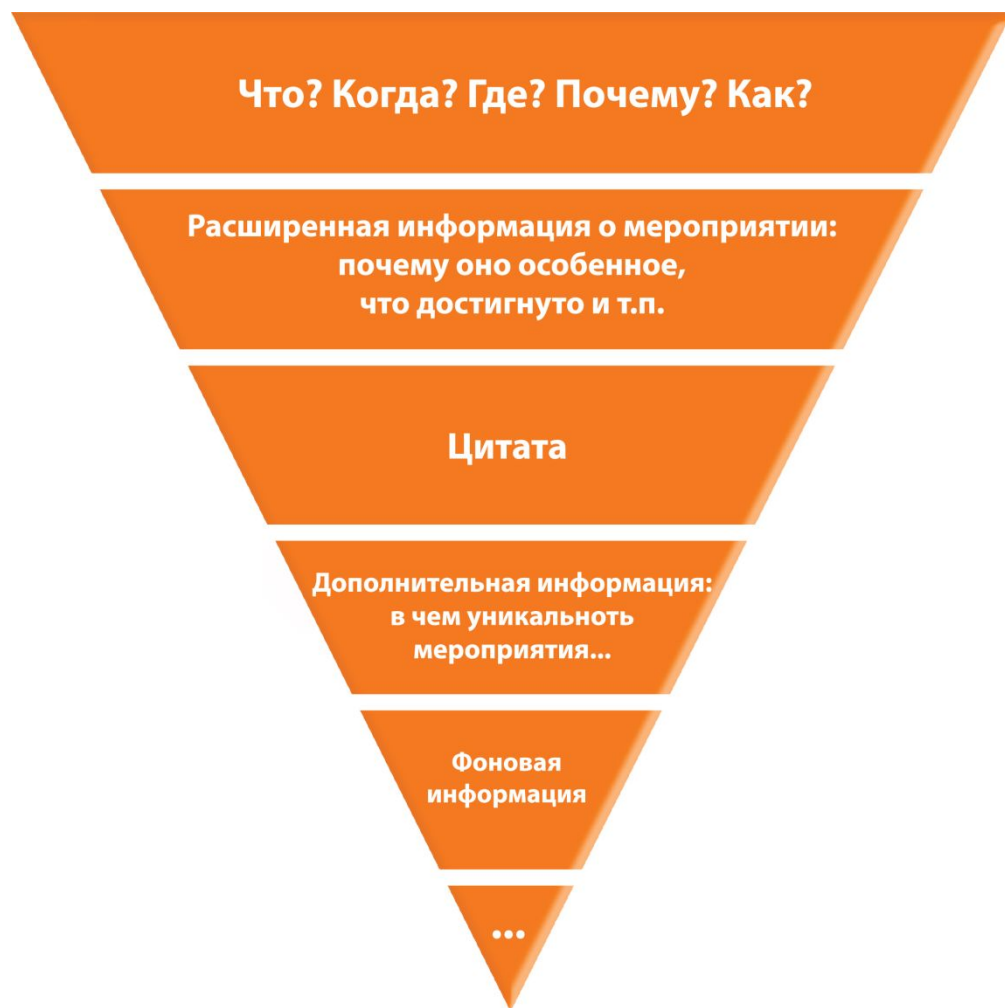 Что? Когда? Где? Почему? Как?
Расширенная информация о мероприятии:
почему оно особенное,
что достигнуто и т.п.
Цитата
Дополнительная информация:
в чем уникальноть
мероприятия...
Фоновая
информация
...